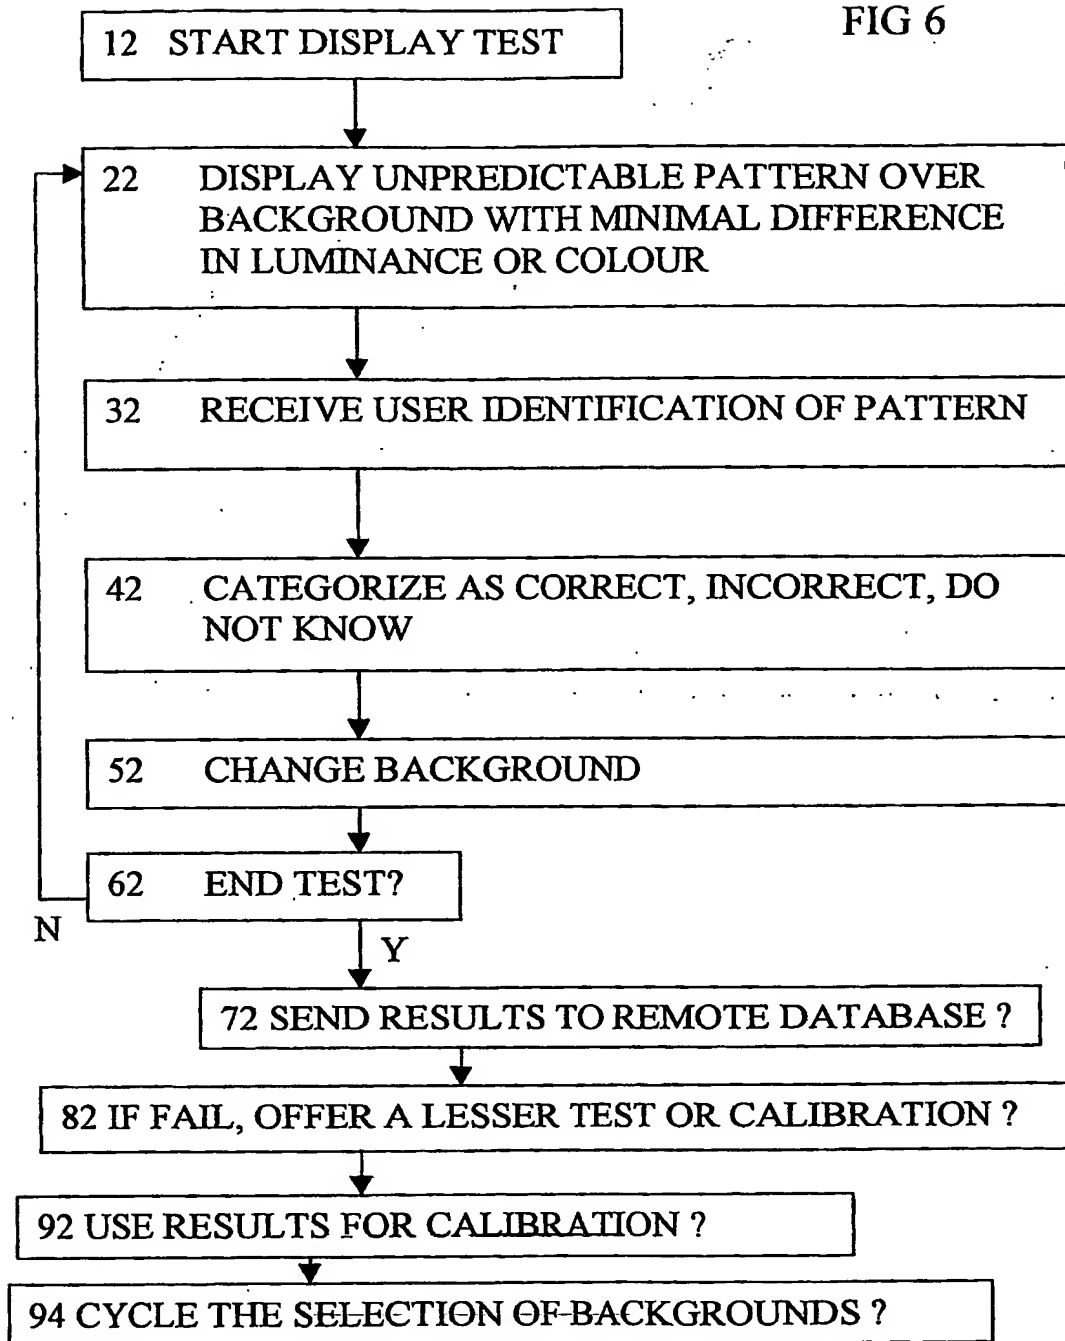 FIG 6
12 START DISPLAY TEST
22 DISPLAY UNPREDICTABLE PATTERN OVER
BACKGROUND WITH MINIMAL DIFFERENCE
IN LUMINANCE OR COLOUR
32 RECEIVE USER IDENTIFICATION OF PATTERN
42 CATEGORIZE AS CORRECT, INCORRECT, DO
NOT KNOW
52 CHANGE BACKGROUND
62 END TEST?
N
Y
72 SEND RESULTS TO REMOTE DATABASE ?
82 IF FAIL, OFFER A LESSER TEST OR CALIBRATION ?
92 USE RESULTS FOR CALIBRATION ?
94 CYCLE THE SELECTION OF BACKGROUNDS ?